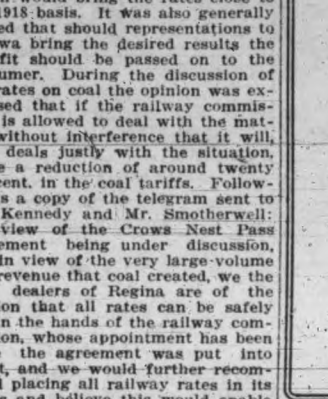 would bring the rates close to
1918 basis. It was also generally
ed that should representations to
wa bring the desired results the
fit should be passed on to the
umer. During the discussion of
rates on coal the opinion was ex-
sed that if the railway commis-
is allowed to deal with the mat-
without interference that it will,
deals justly with the situation,
e a reduction of around twenty
cent. in the coal tariffs. Follow-
s a copy of the telegram sent to
Kennedy and Mr. Smotherwell:
view of the Crows Nest Pass
ement being under discussion,
in view of the very large volume
revenue that coal created, we the
dealers of Regina are of the
on that all rates can be safely
n the hands of the railway com-
on, whose appointment has been
e the agreement was put into
t, and we would further recom-
d placing all railway rates in its